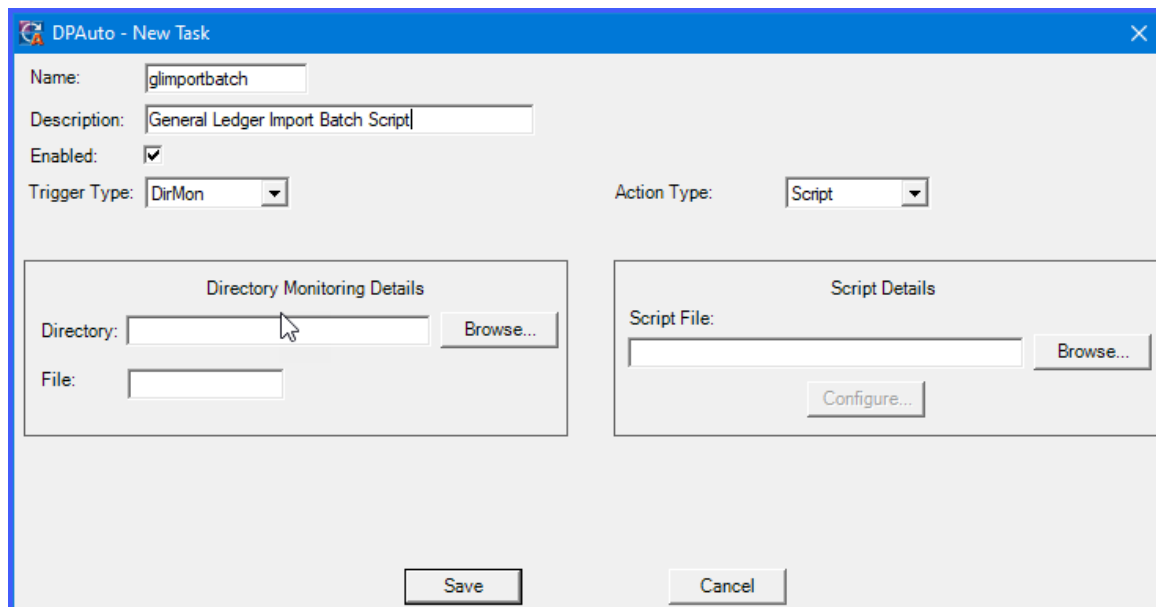 DPAuto - New Task
Name: glimportbatch
Description: General Ledger Import Batch Script
Enabled:
Trigger Type: DirMon
Action Type: Script
Directory Monitoring Details
Directory: Browse...
File:
Script Details
Script File:
Browse...
Configure...
Save Cancel